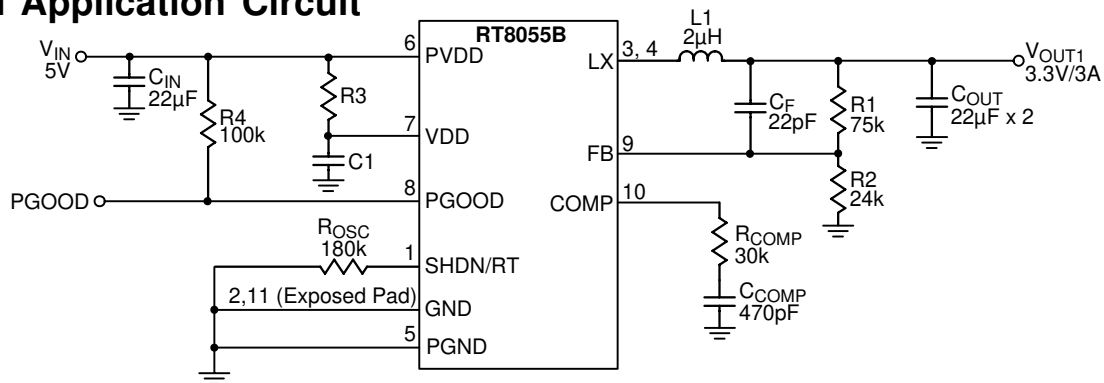 Application Circuit
RT8055B
VIN
5V
CIN
22µF
R4
100k
R3
C1
PGOOD
6
PVDD
7
VDD
8
PGOOD
ROSC
180k
1
SHDN/RT
2,11 (Exposed Pad)
GND
5
PGND
LX
3, 4
L1
2µH
VOUT1
3.3V/3A
CF
22pF
R1
75k
COUT
22µF x 2
FB
9
R2
24k
COMP
10
RCOMP
30k
CCOMP
470pF